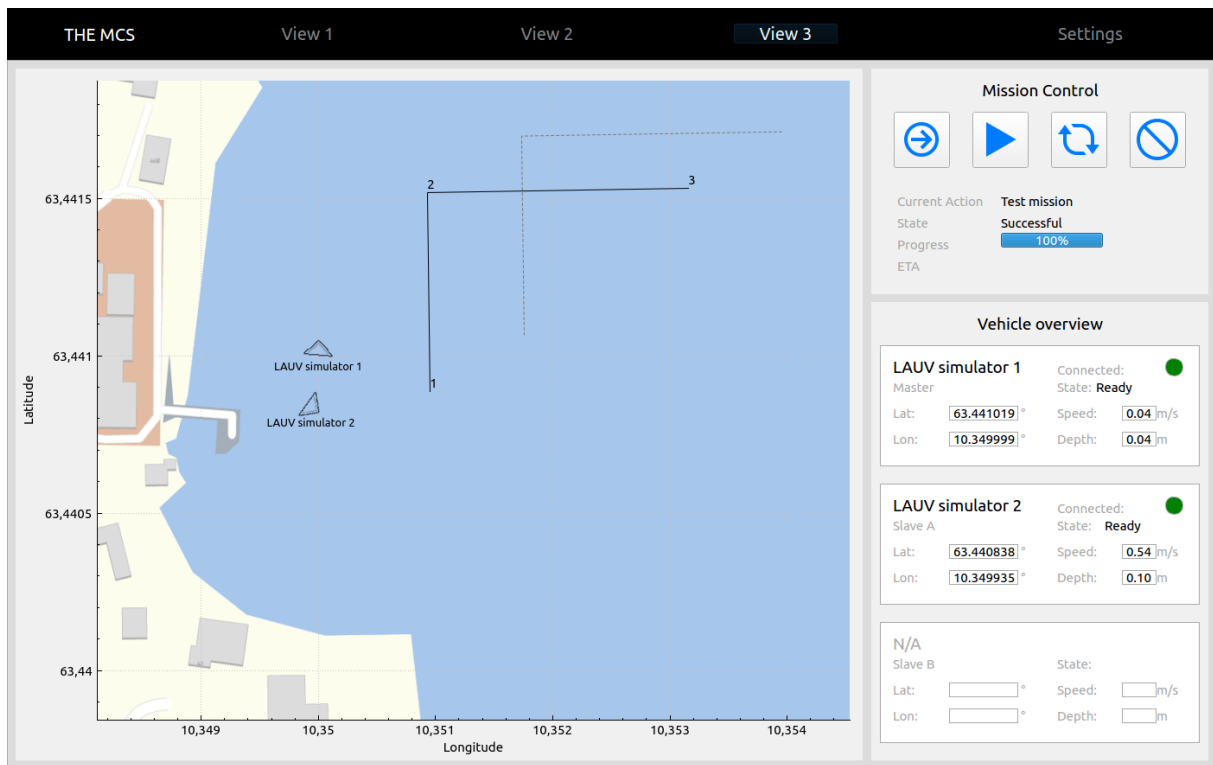 THE MCS View 1 View 2 View 3 Settings
63,4415
63,441
63,4405
63,44
Latitude
10,349 10,35 10,351 10,352 10,353 10,354
Longitude
2
3
1
LAUV simulator 1
LAUV simulator 2
Mission Control
Current Action Test mission
State Successful
Progress 100%
ETA
Vehicle overview
LAUV simulator 1 Connected:
Master State: Ready
Lat: 63.441019 ° Speed: 0.04 m/s
Lon: 10.349999 ° Depth: 0.04 m
LAUV simulator 2 Connected:
Slave A State: Ready
Lat: 63.440838 ° Speed: 0.54 m/s
Lon: 10.349935 ° Depth: 0.10 m
N/A
Slave B State:
Lat: ° Speed: m/s
Lon: ° Depth: m